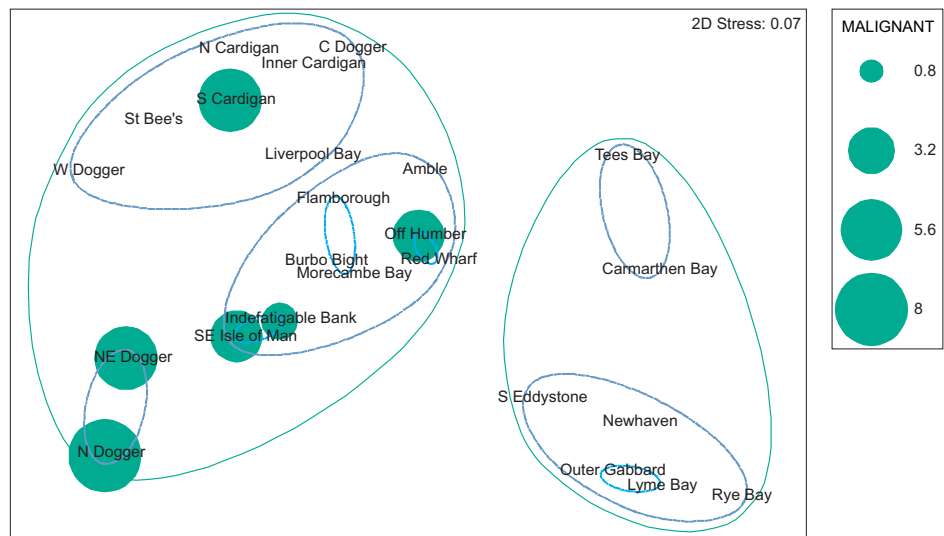 2D Stress: 0.07
MALIGNANT
0.8
3.2
5.6
8
N Cardigan
C Dogger
Inner Cardigan
S Cardigan
St Bee's
Liverpool Bay
W Dogger
Amble
Tees Bay
Flamborough
Off Humber
Burbo Bight
Red Wharf
Morecambe Bay
Carmarthen Bay
Indefatigable Bank
SE Isle of Man
NE Dogger
S Eddystone
Newhaven
N Dogger
Outer Gabbard
Lyme Bay
Rye Bay